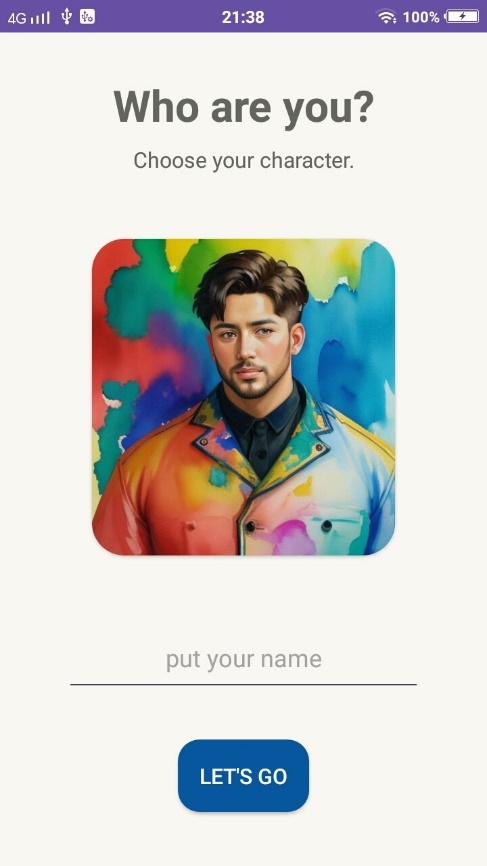 4G 21:38 100%
Who are you?
Choose your character.
put your name
LET'S GO